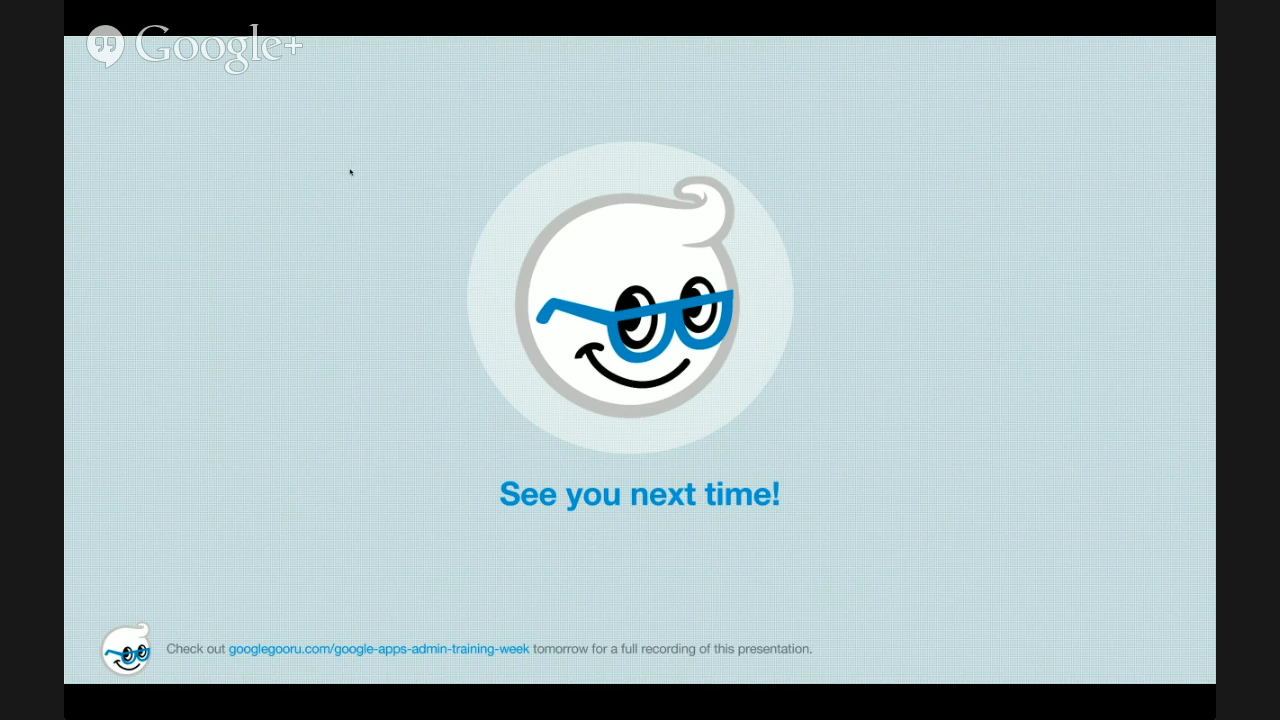 Google+
See you next time!
Check out googlegooru.com/google-apps-admin-training-week tomorrow for a full recording of this presentation.